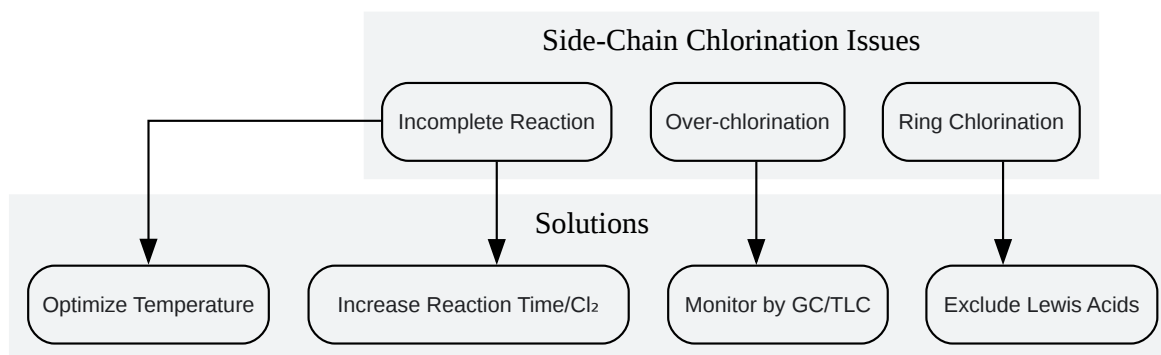 Side-Chain Chlorination Issues
Incomplete Reaction
Over-chlorination
Ring Chlorination
Solutions
Optimize Temperature
Increase Reaction Time/Cl₂
Monitor by GC/TLC
Exclude Lewis Acids